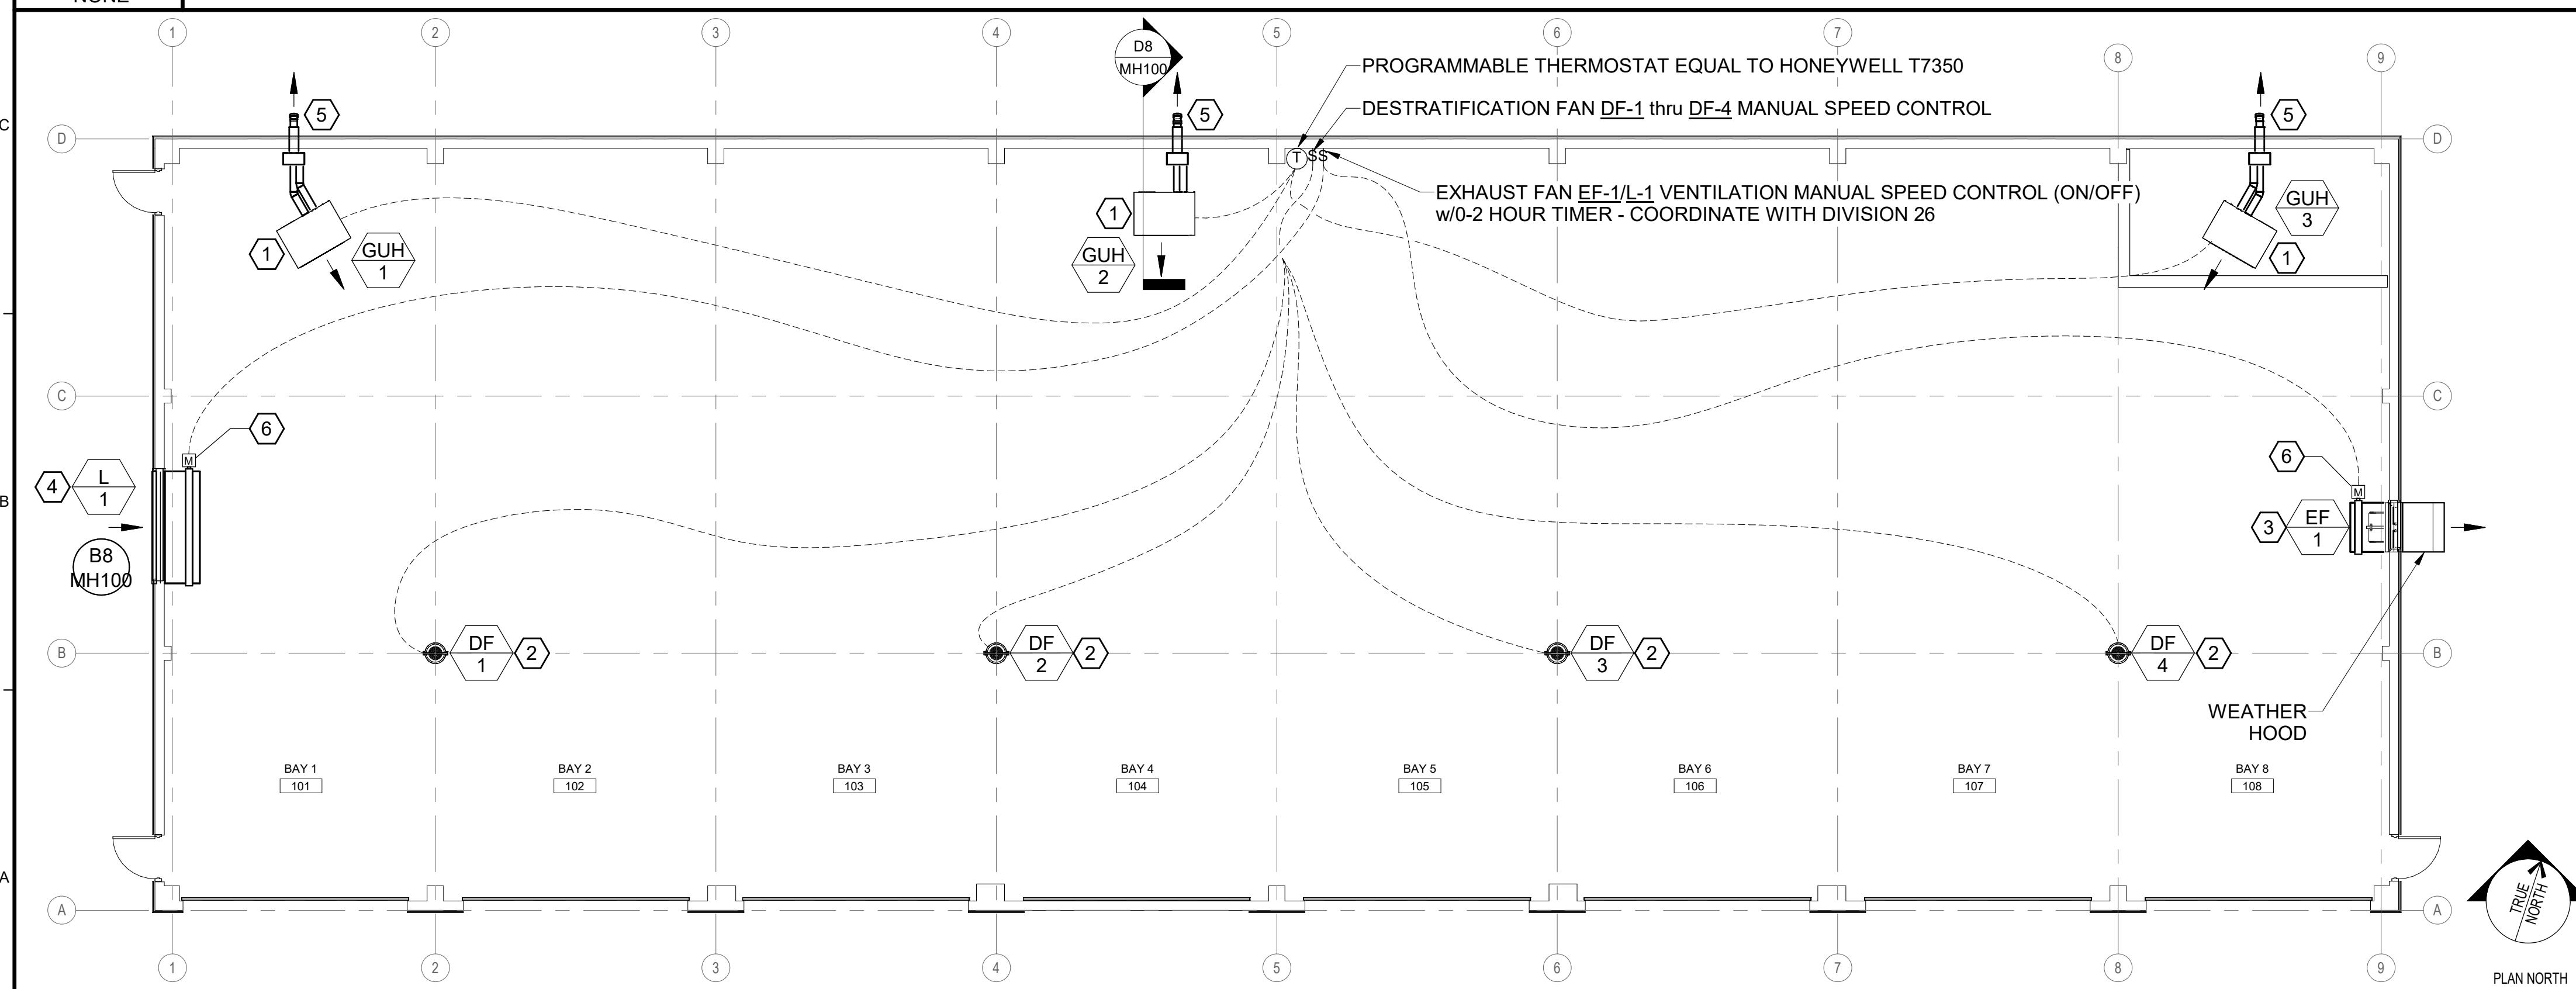 NONE
1
2
3
4
5
6
7
8
9
D8
MH100
PROGRAMMABLE THERMOSTAT EQUAL TO HONEYWELL T7350
DESTRATIFICATION FAN DF-1 thru DF-4 MANUAL SPEED CONTROL
5
5
5
C
D
D
T
$
$
EXHAUST FAN EF-1/L-1 VENTILATION MANUAL SPEED CONTROL (ON/OFF)
w/0-2 HOUR TIMER - COORDINATE WITH DIVISION 26
1
GUH
1
1
GUH
2
GUH
3
1
C
C
6
M
4
L
1
B8
MH100
B
6
M
3
EF
1
B
DF
1
2
DF
2
2
DF
3
2
DF
4
2
B
WEATHER
HOOD
BAY 1
101
BAY 2
102
BAY 3
103
BAY 4
104
BAY 5
105
BAY 6
106
BAY 7
107
BAY 8
108
A
A
A
TRUE
NORTH
1
2
3
4
5
6
7
8
9
PLAN NORTH